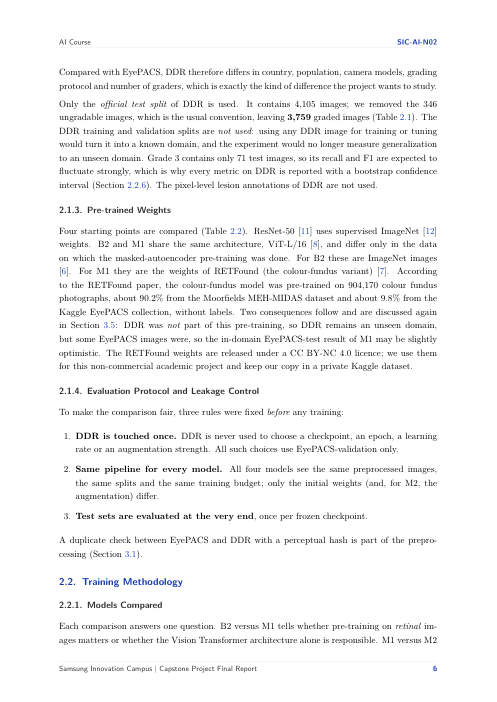 AI Course
SIC-AI-N02
Compared with EyePACS, DDR therefore differs in country, population, camera models, grading
protocol and number of graders, which is exactly the kind of difference the project wants to study.
Only the official test split of DDR is used. It contains 4,105 images; we removed the 346
ungradable images, which is the usual convention, leaving 3,759 graded images (Table 2.1). The
DDR training and validation splits are not used: using any DDR image for training or tuning
would turn it into a known domain, and the experiment would no longer measure generalization
to an unseen domain. Grade 3 contains only 71 test images, so its recall and F1 are expected to
fluctuate strongly, which is why every metric on DDR is reported with a bootstrap confidence
interval (Section 2.2.6). The pixel-level lesion annotations of DDR are not used.
2.1.3. Pre-trained Weights
Four starting points are compared (Table 2.2). ResNet-50 [11] uses supervised ImageNet [12]
weights. B2 and M1 share the same architecture, ViT-L/16 [8], and differ only in the data
on which the masked-autoencoder pre-training was done. For B2 these are ImageNet images
[6]. For M1 they are the weights of RETFound (the colour-fundus variant) [7]. According
to the RETFound paper, the colour-fundus model was pre-trained on 904,170 colour fundus
photographs, about 90.2% from the Moorfields MEH-MIDAS dataset and about 9.8% from the
Kaggle EyePACS collection, without labels. Two consequences follow and are discussed again
in Section 3.5: DDR was not part of this pre-training, so DDR remains an unseen domain,
but some EyePACS images were, so the in-domain EyePACS-test result of M1 may be slightly
optimistic. The RETFound weights are released under a CC BY-NC 4.0 licence; we use them
for this non-commercial academic project and keep our copy in a private Kaggle dataset.
2.1.4. Evaluation Protocol and Leakage Control
To make the comparison fair, three rules were fixed before any training:
1. DDR is touched once. DDR is never used to choose a checkpoint, an epoch, a learning
rate or an augmentation strength. All such choices use EyePACS-validation only.
2. Same pipeline for every model. All four models see the same preprocessed images,
the same splits and the same training budget; only the initial weights (and, for M2, the
augmentation) differ.
3. Test sets are evaluated at the very end, once per frozen checkpoint.
A duplicate check between EyePACS and DDR with a perceptual hash is part of the prepro-
cessing (Section 3.1).
2.2. Training Methodology
2.2.1. Models Compared
Each comparison answers one question. B2 versus M1 tells whether pre-training on retinal im-
ages matters or whether the Vision Transformer architecture alone is responsible. M1 versus M2
Samsung Innovation Campus | Capstone Project Final Report
6